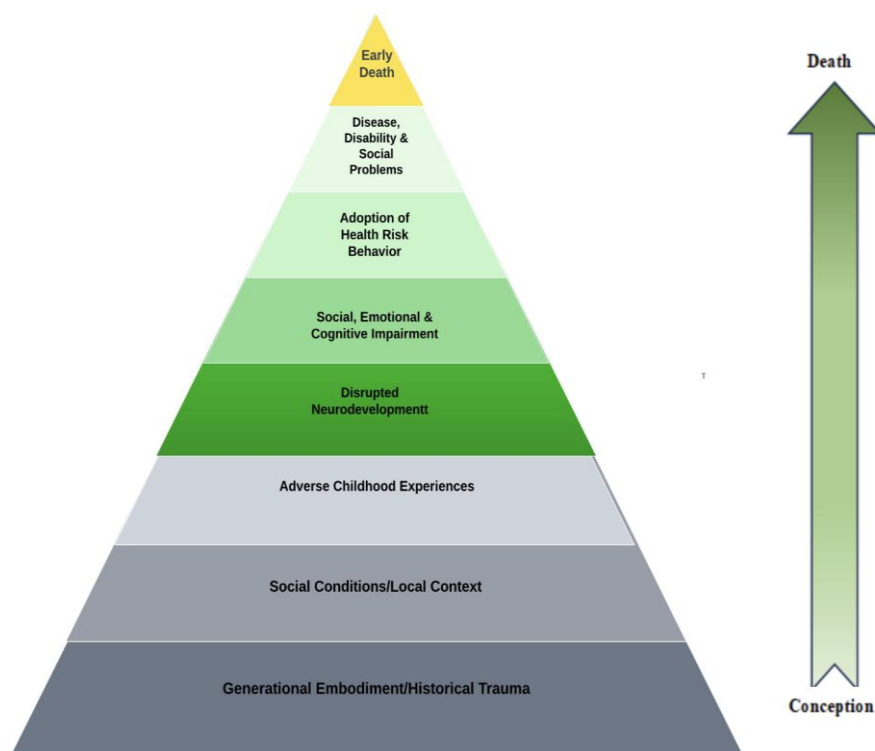 Early
Death
Death
Disease,
Disability &
Social
Problems
Adoption of
Health Risk
Behavior
Social, Emotional &
Cognitive Impairment
T
Disrupted
Neurodevelopmentt
Adverse Childhood Experiences
Social Conditions/Local Context
Generational Embodiment/Historical Trauma
Conception